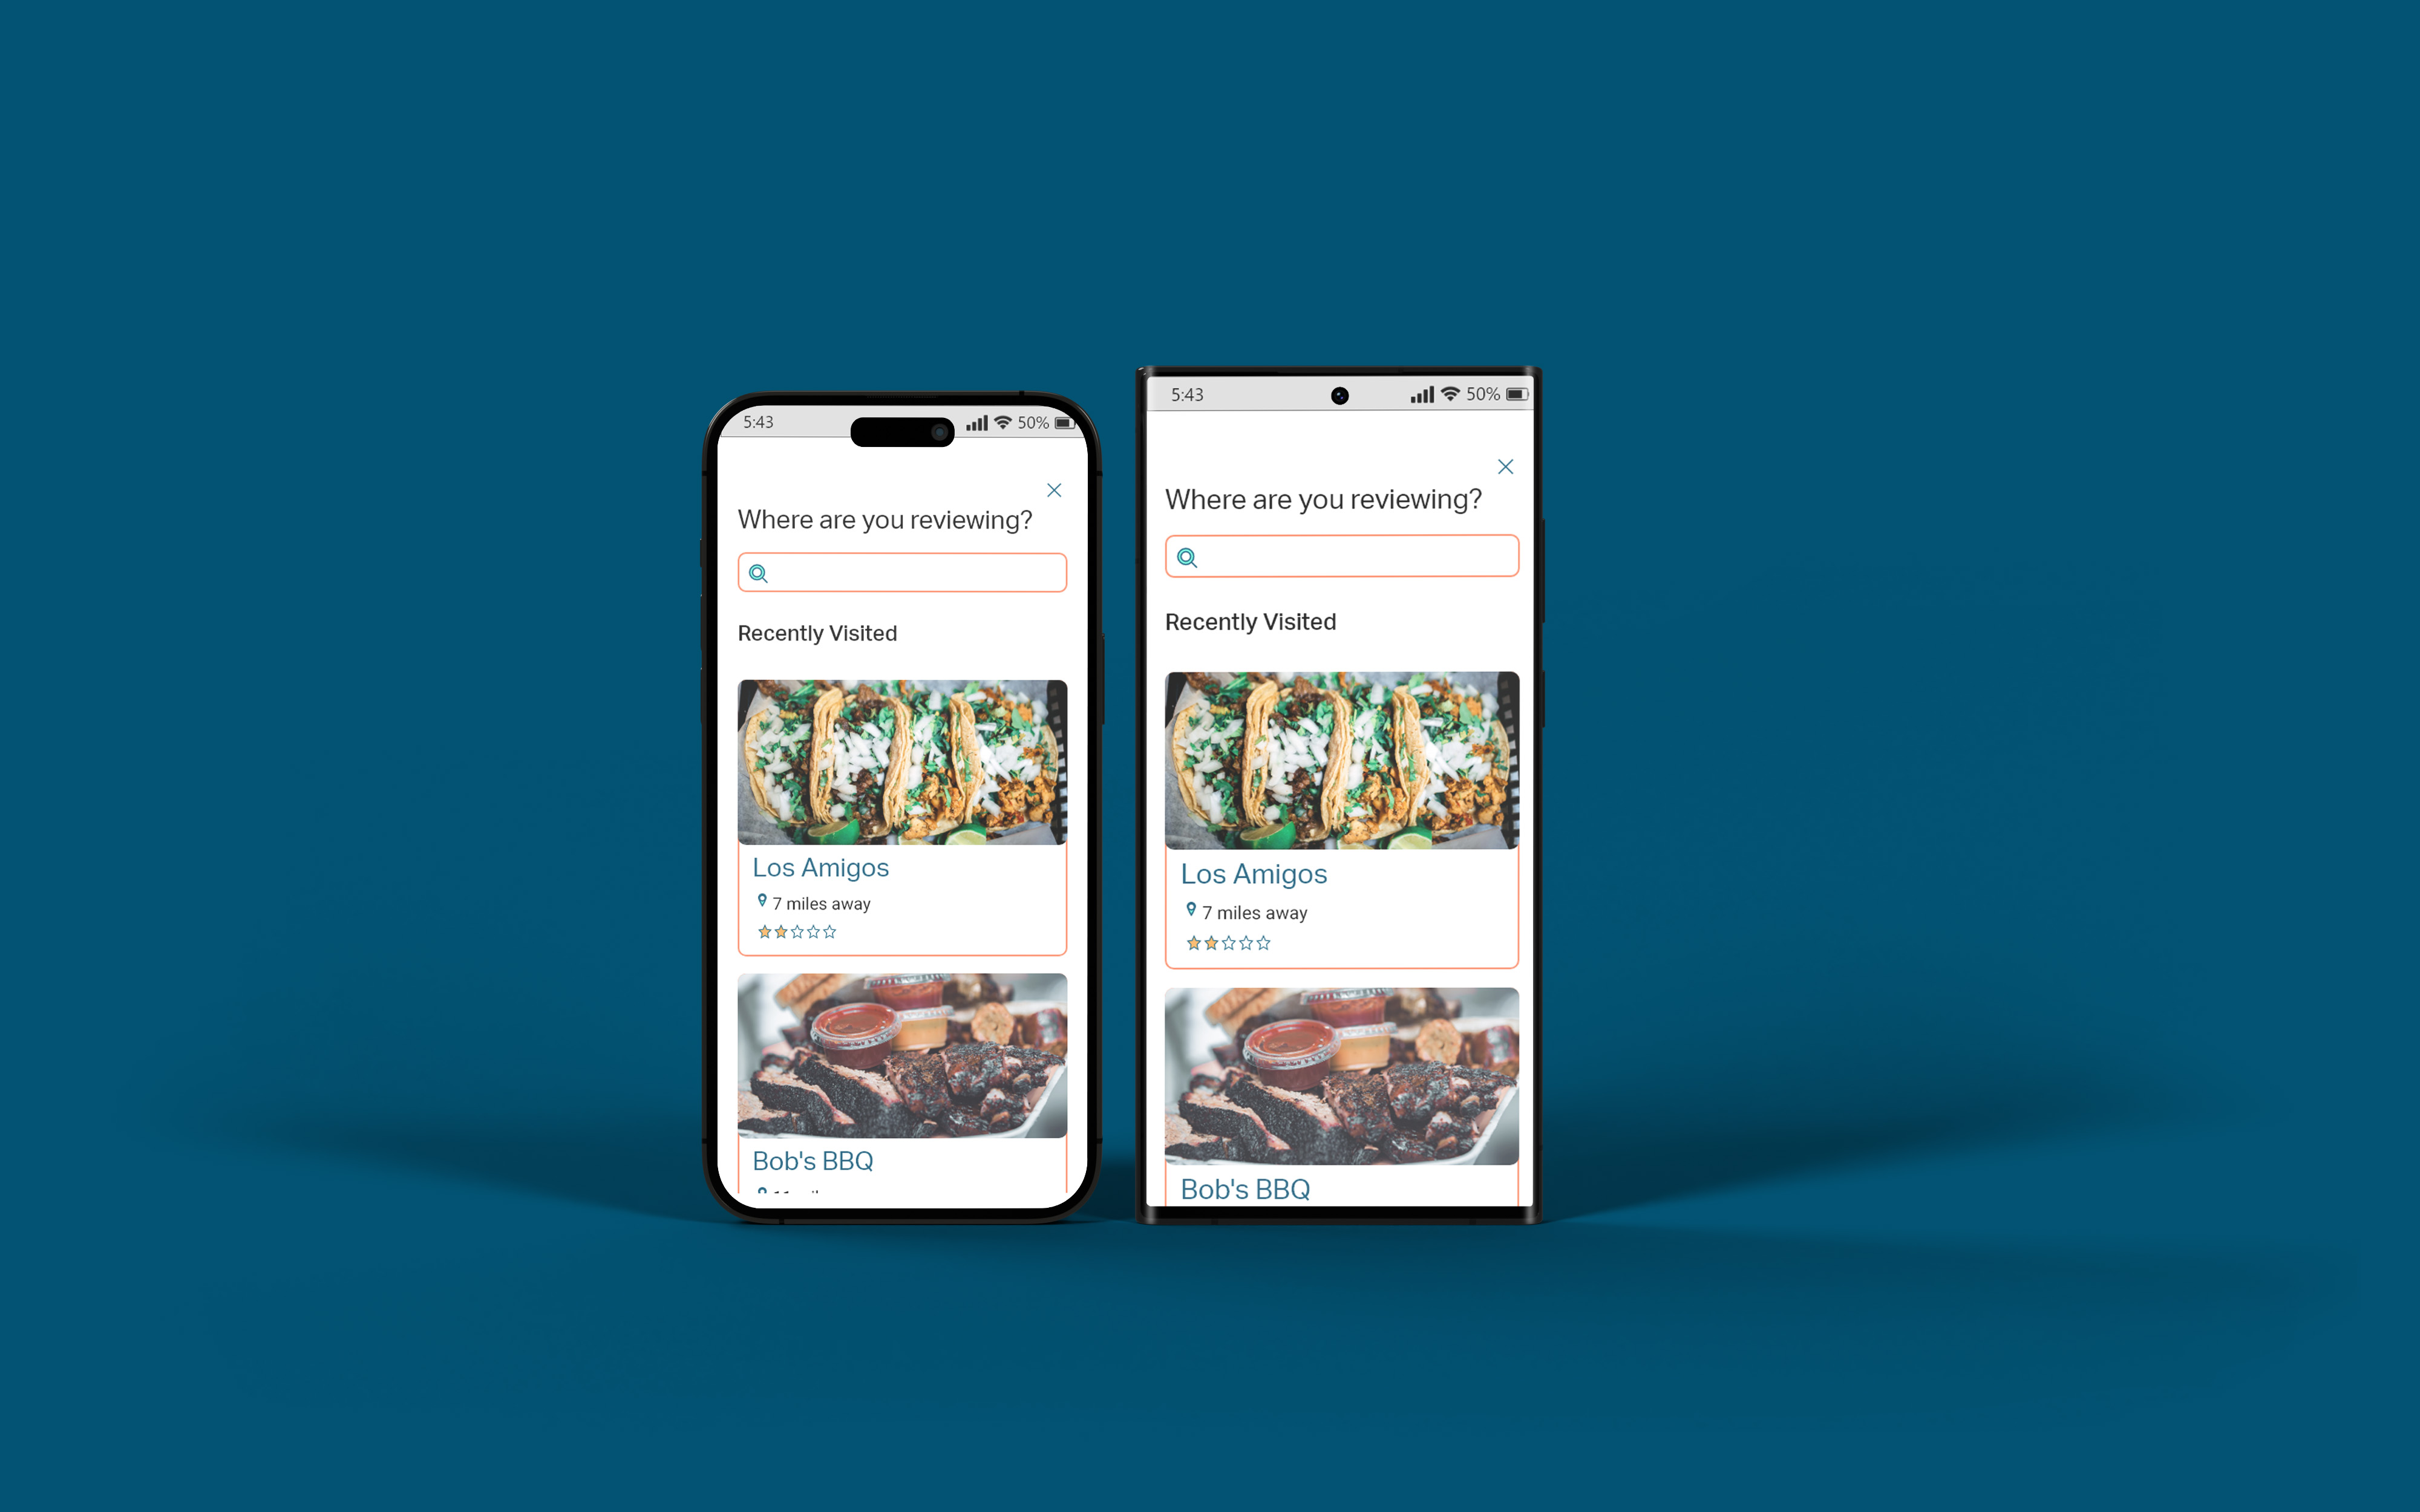 5:43
50%
Where are you reviewing?
Recently Visited
Los Amigos
7 miles away
Bob's BBQ
5:43
50%
Where are you reviewing?
Recently Visited
Los Amigos
7 miles away
Bob's BBQ